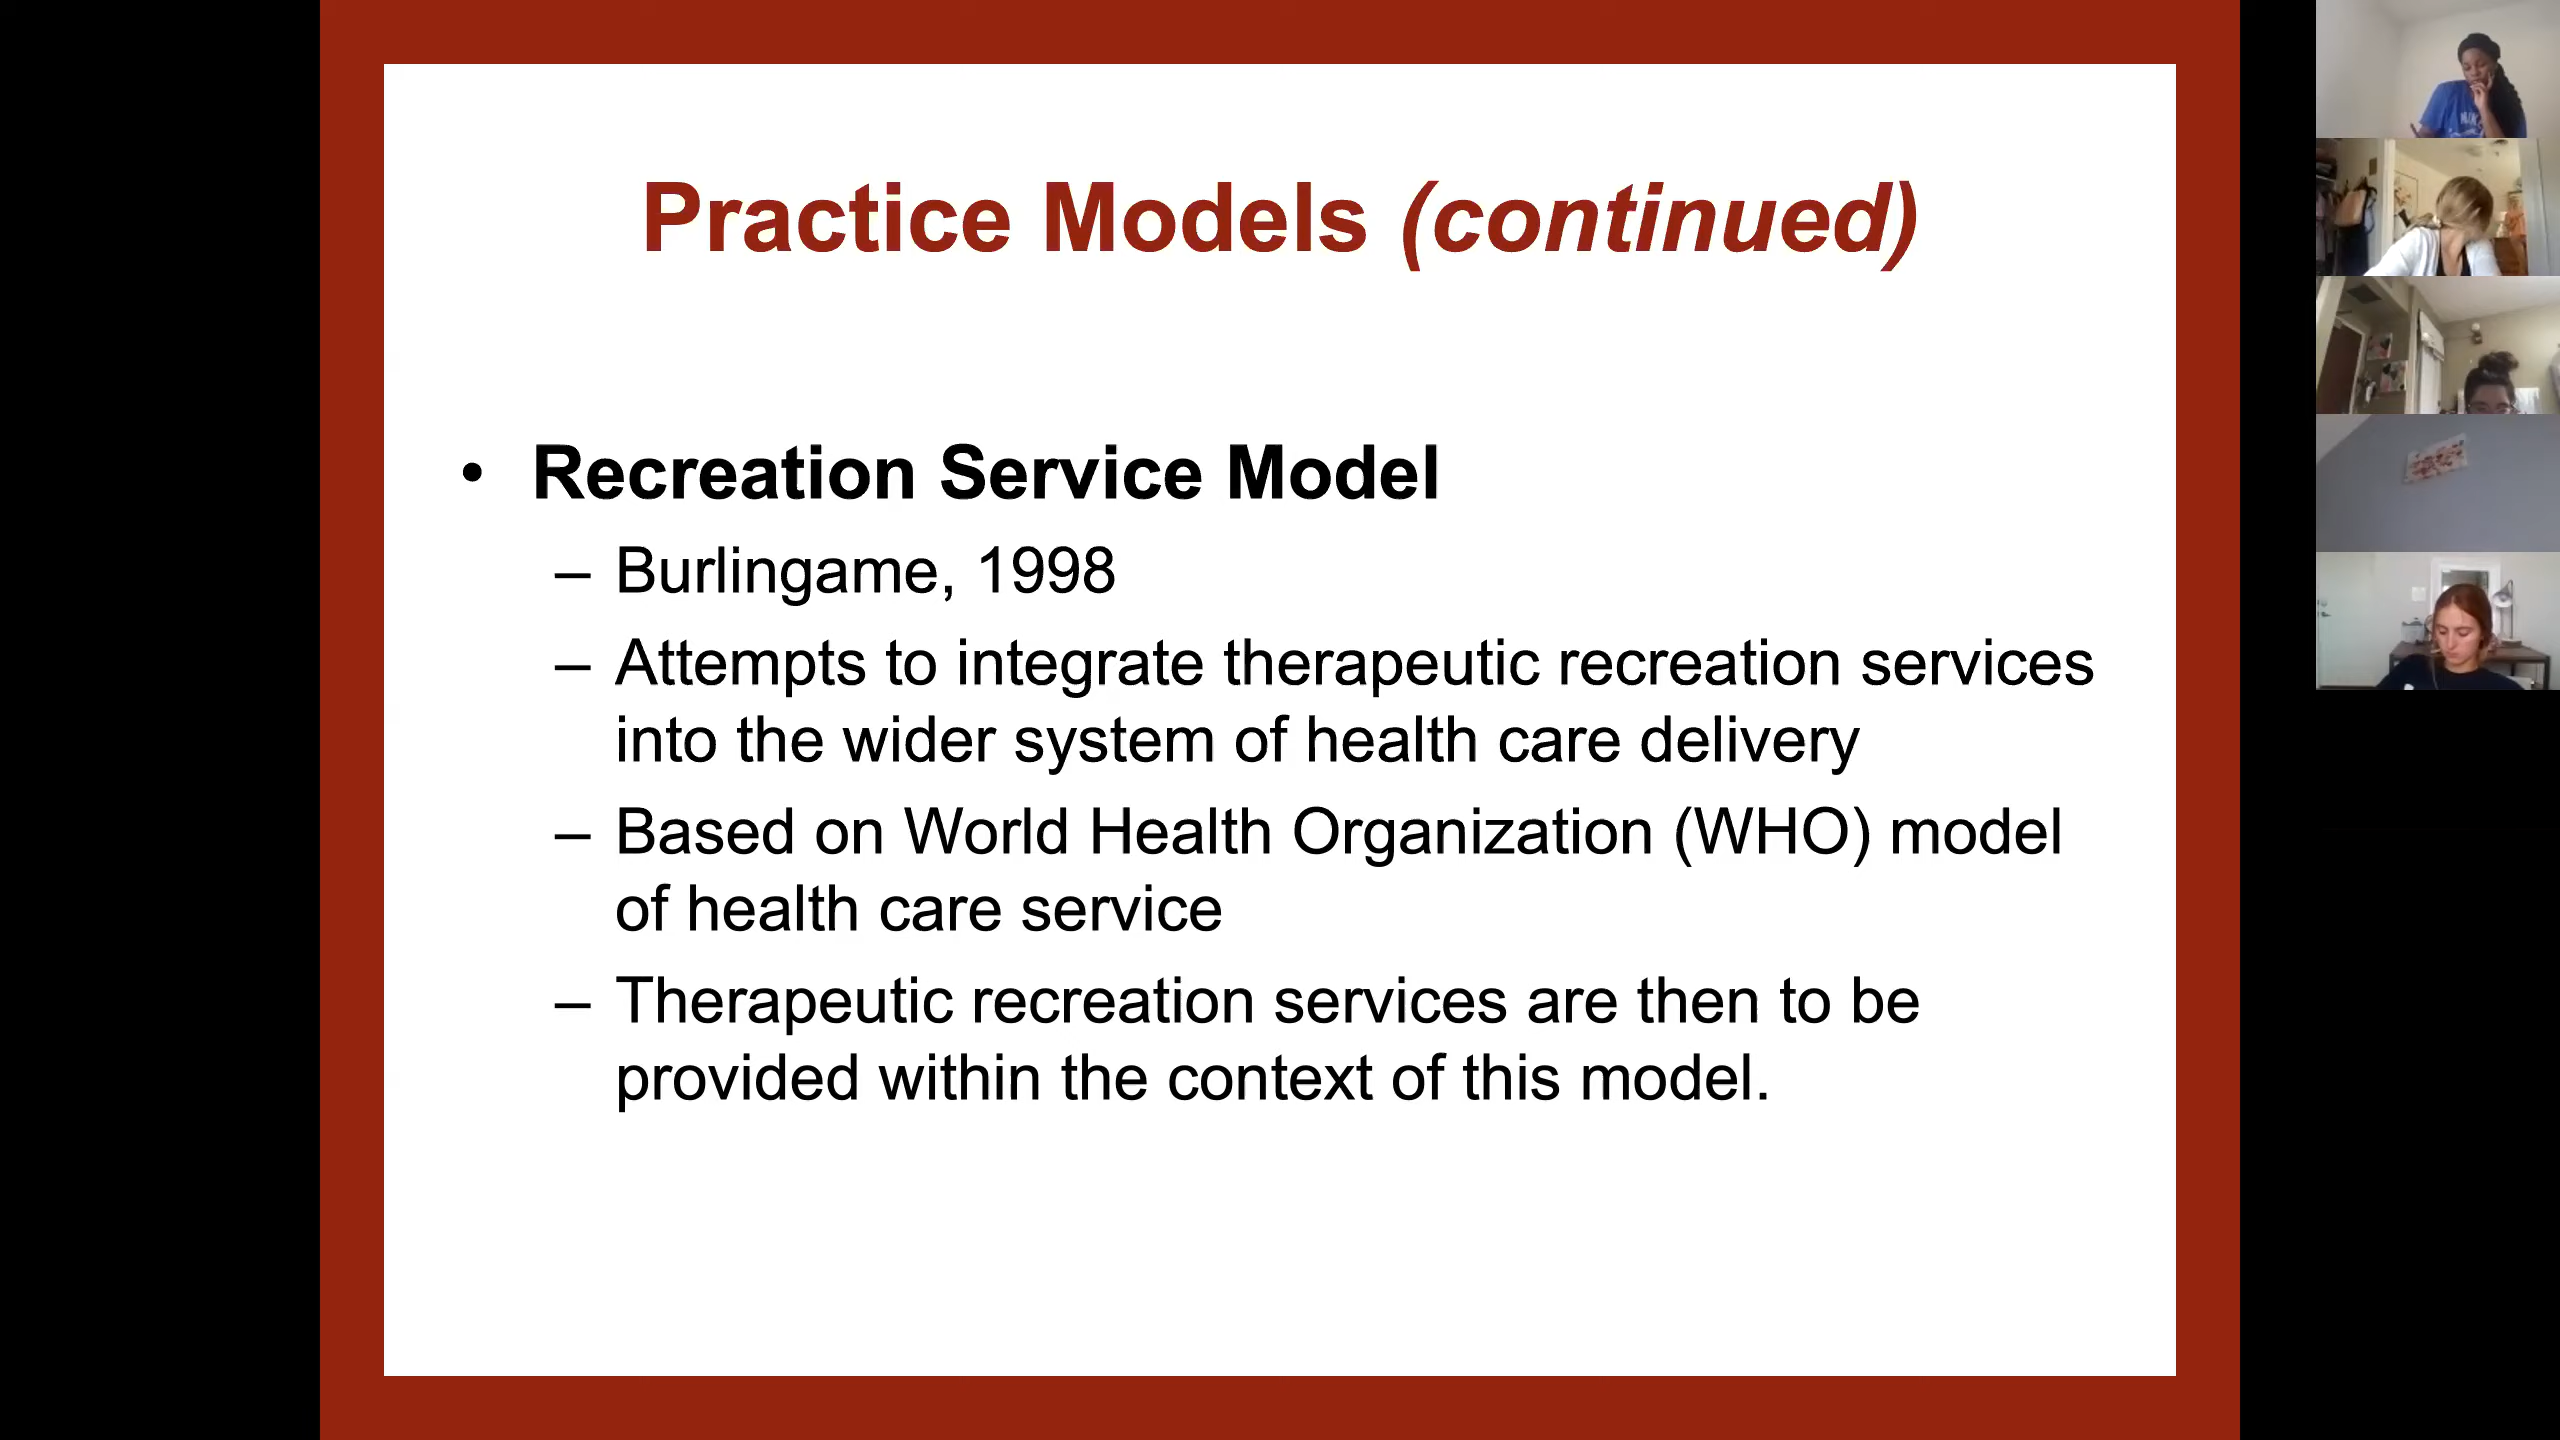 Practice Models (continued)
• Recreation Service Model
– Burlingame, 1998
– Attempts to integrate therapeutic recreation services
into the wider system of health care delivery
– Based on World Health Organization (WHO) model
of health care service
– Therapeutic recreation services are then to be
provided within the context of this model.